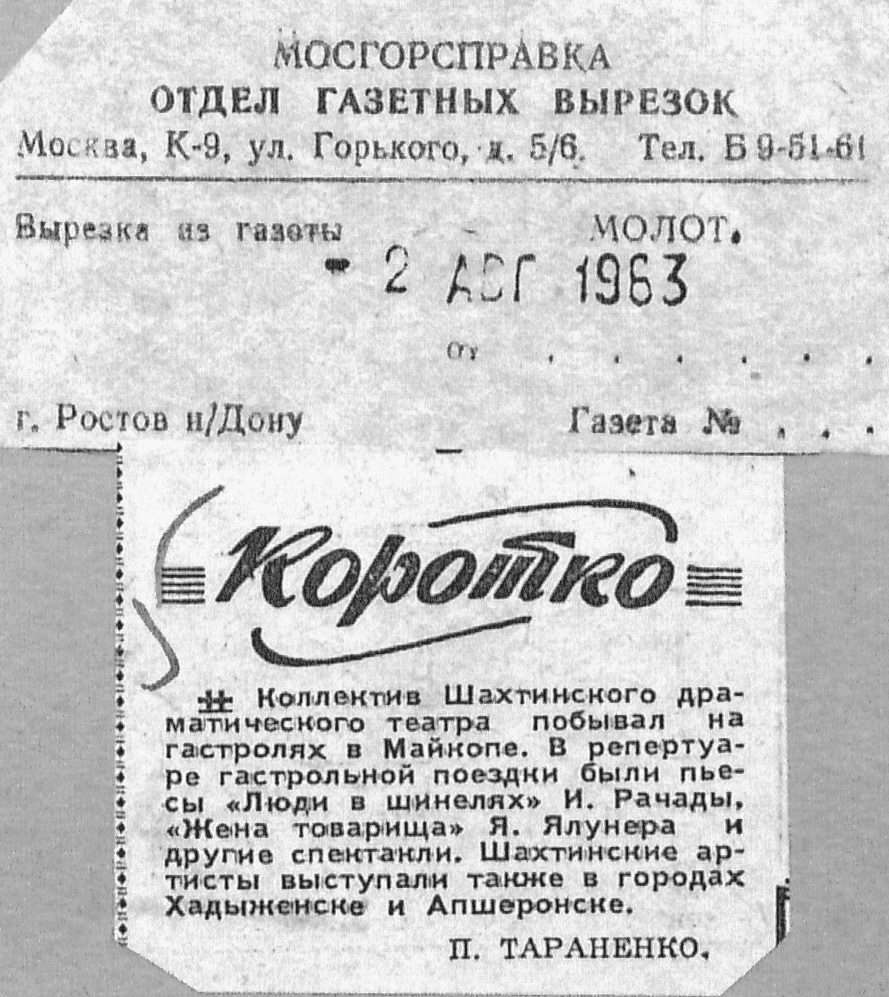 МОСГОРСПРАВКА
ОТДЕЛ ГАЗЕТНЫХ ВЫРЕЗОК
Москва, К-9, ул. Горького, д. 5/6. Тел. Б 9-51-61
Вырезка из газеты МОЛОТ.
- 2 АВГ 1963
от . . . . . .
г. Ростов н/Дону Газета № . . .
Коротко
Коллектив Шахтинского дра-
матического театра побывал на
гастролях в Майкопе. В репертуа-
ре гастрольной поездки были пье-
сы «Люди в шинелях» И. Рачады,
«Жена товарища» Я. Ялунера и
другие спектакли. Шахтинские ар-
тисты выступали также в городах
Хадыженске и Апшеронске.
П. ТАРАНЕНКО.